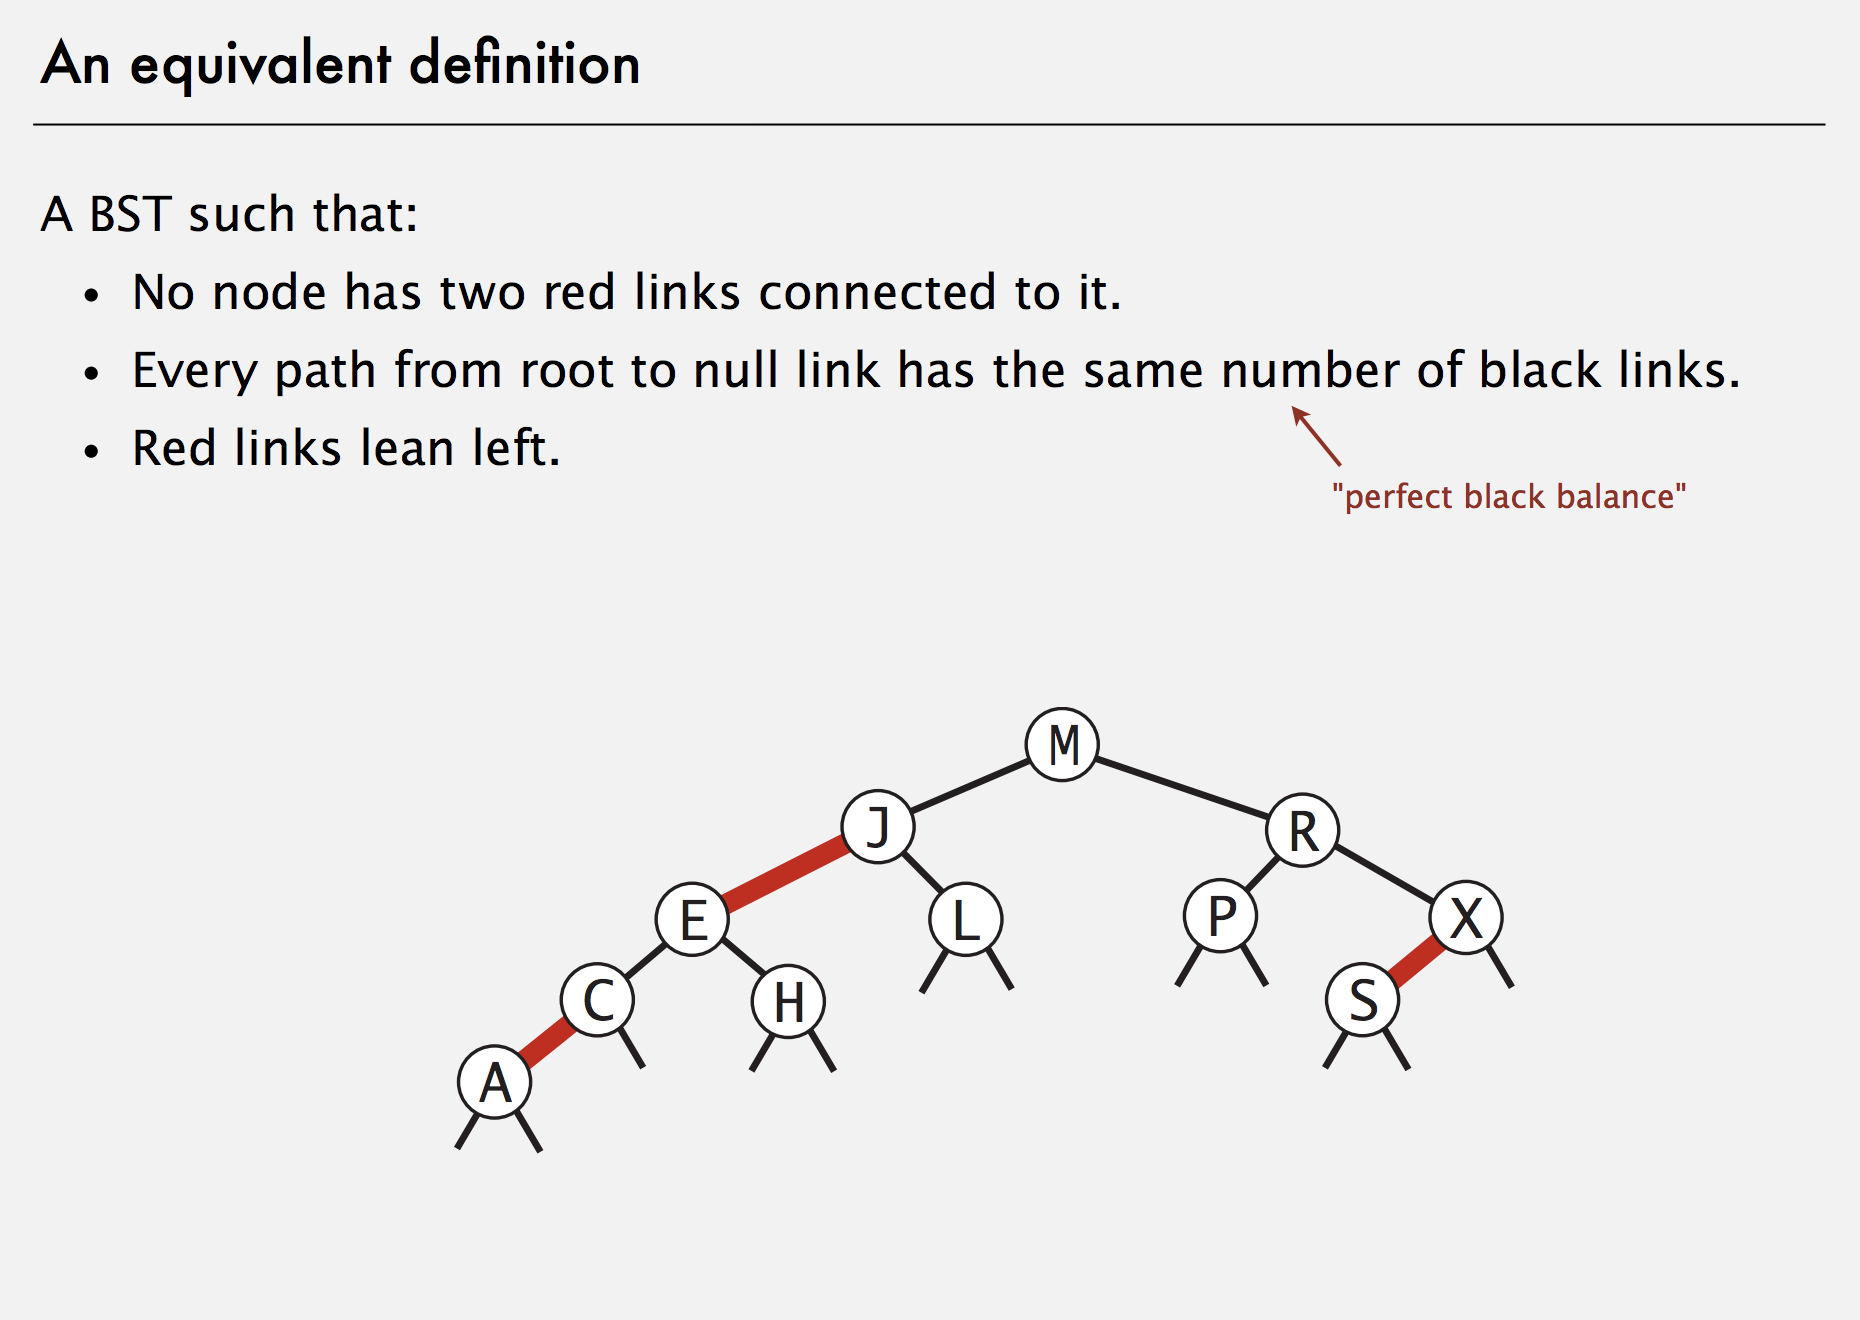 An equivalent definition
A BST such that:
• No node has two red links connected to it.
• Every path from root to null link has the same number of black links.
• Red links lean left.
"perfect black balance"
M
J
R
E
L
P
X
C
H
S
A